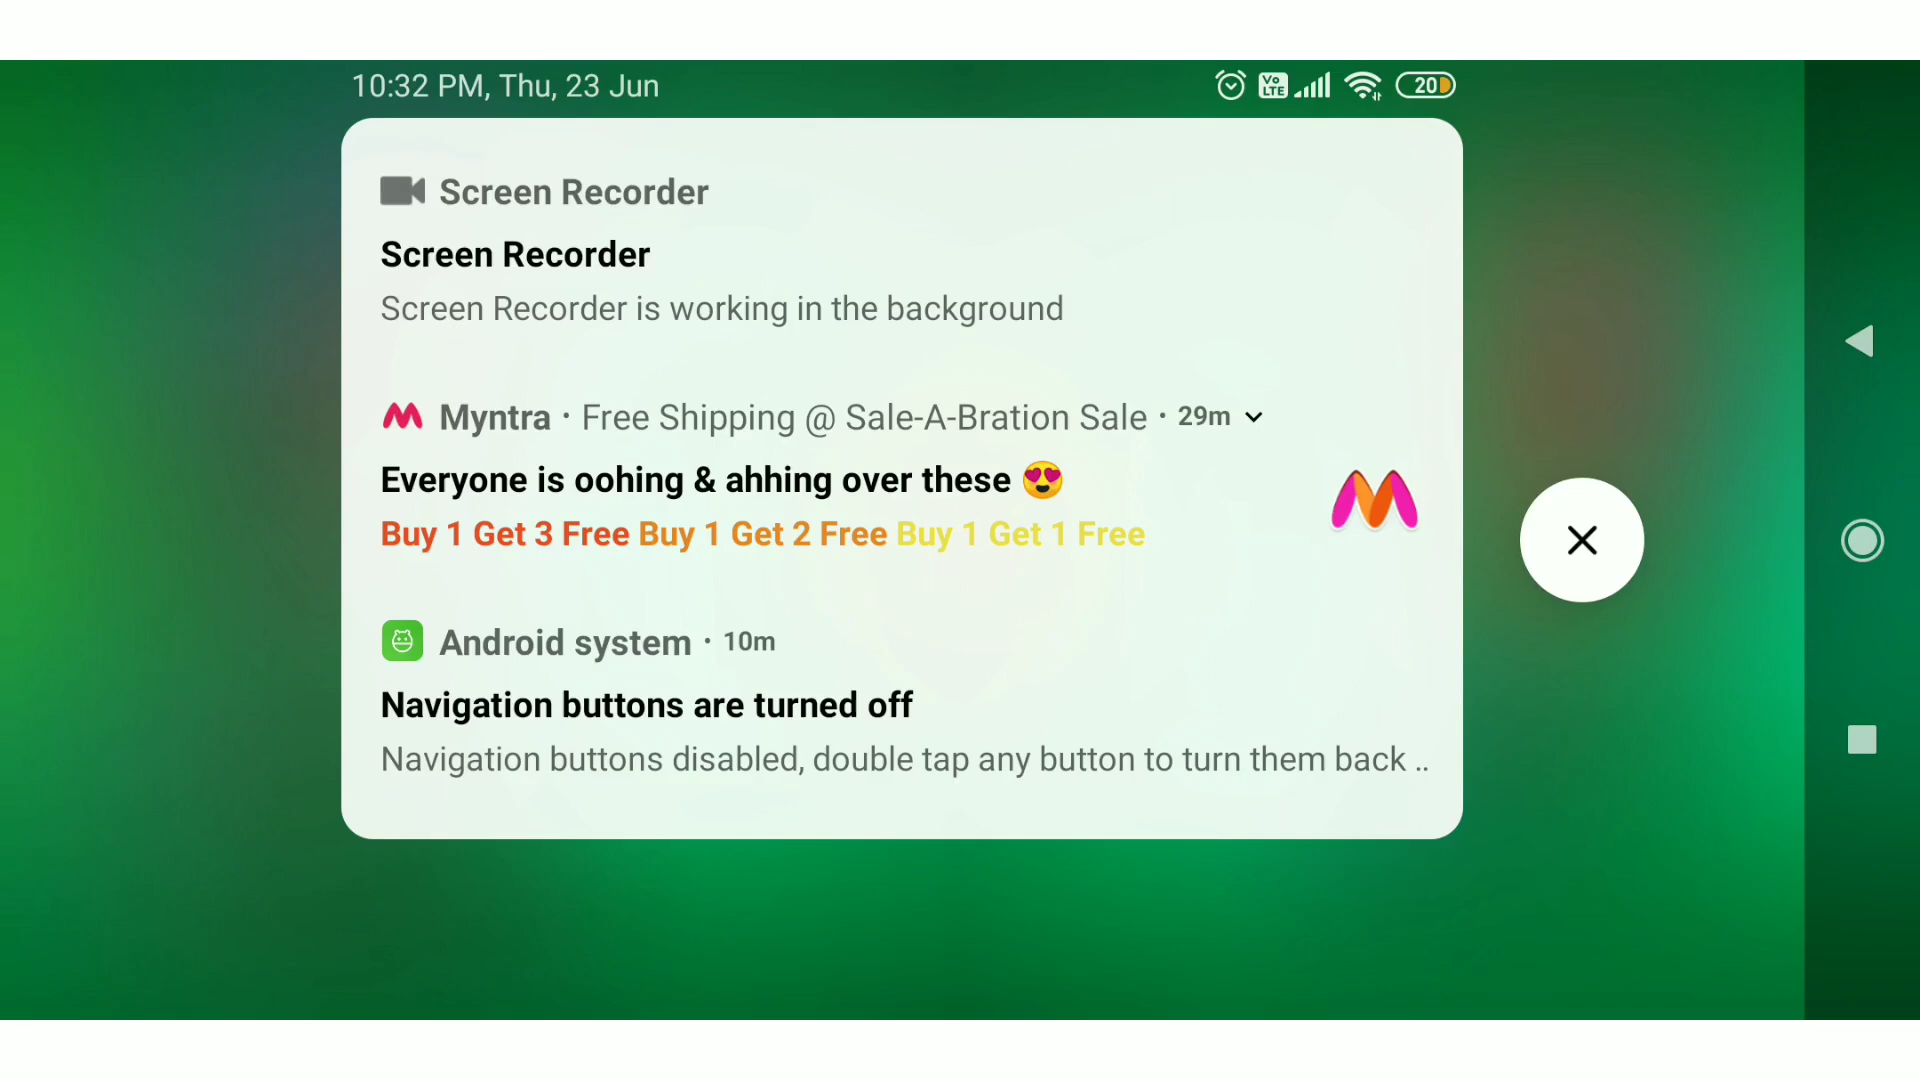 10:32 PM, Thu, 23 Jun
Vo LTE
20
Screen Recorder
Screen Recorder
Screen Recorder is working in the background
Myntra · Free Shipping @ Sale-A-Bration Sale · 29m
Everyone is oohing & ahhing over these 😍
Buy 1 Get 3 Free Buy 1 Get 2 Free Buy 1 Get 1 Free
Android system · 10m
Navigation buttons are turned off
Navigation buttons disabled, double tap any button to turn them back ..